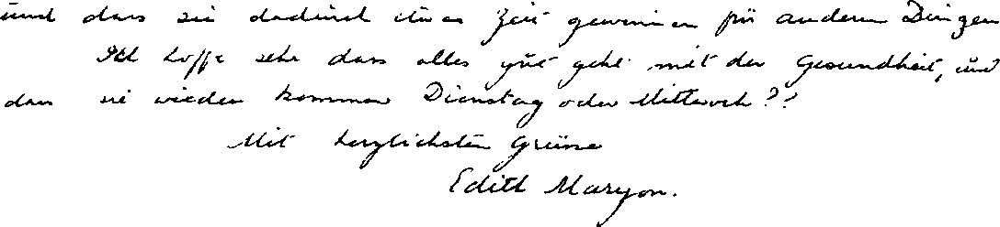 und dass sie dadurch etwas Zeit gewinnen für anderen Dingen
Ich hoffe sehr dass alles gut geht mit der Gesundheit, und
dass sie wieder kommen Dienstag oder Mittwoch??
Mit herzlichsten Grüsse
Edith Maryon.